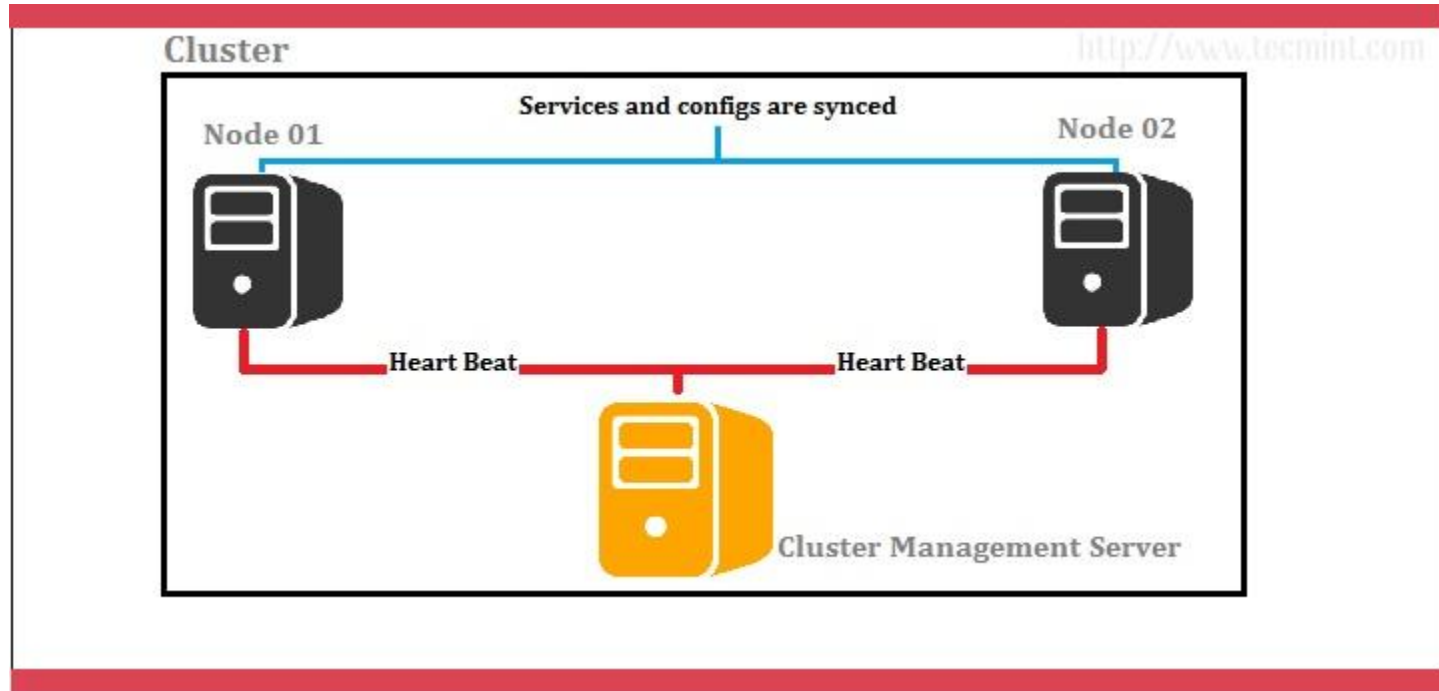 http://www.tecmint.com
Cluster
Services and configs are synced
Node 01
Node 02
Heart Beat
Heart Beat
Cluster Management Server